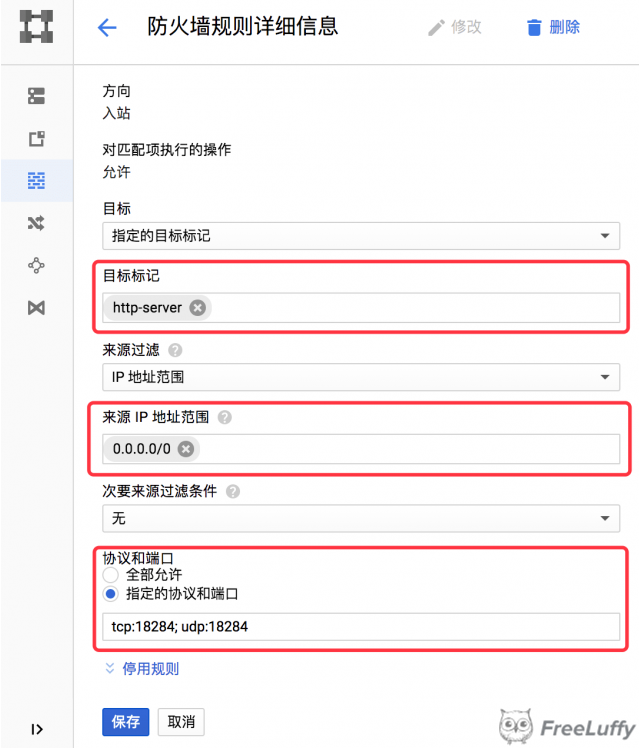 防火墙规则详细信息
修改
删除
方向
入站
对匹配项执行的操作
允许
目标
指定的目标标记
目标标记
http-server
来源过滤
IP 地址范围
来源 IP 地址范围
0.0.0.0/0
次要来源过滤条件
无
协议和端口
全部允许
指定的协议和端口
tcp:18284; udp:18284
停用规则
保存
取消
FreeLuffy